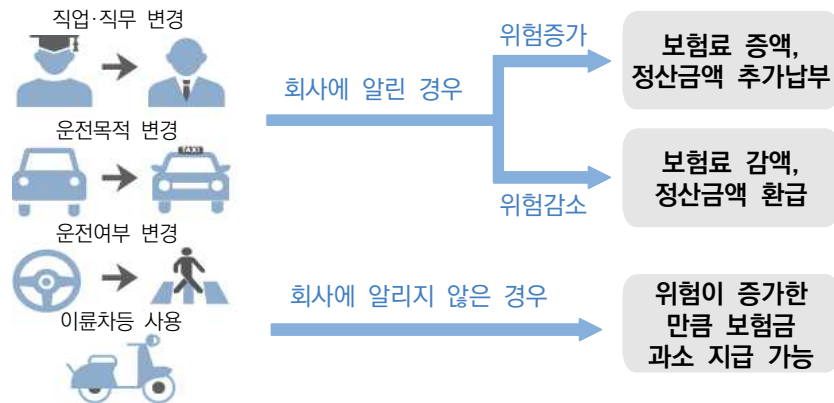 직업·직무 변경
운전목적 변경
TAXI
운전여부 변경
이륜차등 사용
회사에 알린 경우
위험증가
위험감소
보험료 증액,
정산금액 추가납부
보험료 감액,
정산금액 환급
회사에 알리지 않은 경우
위험이 증가한
만큼 보험금
과소 지급 가능